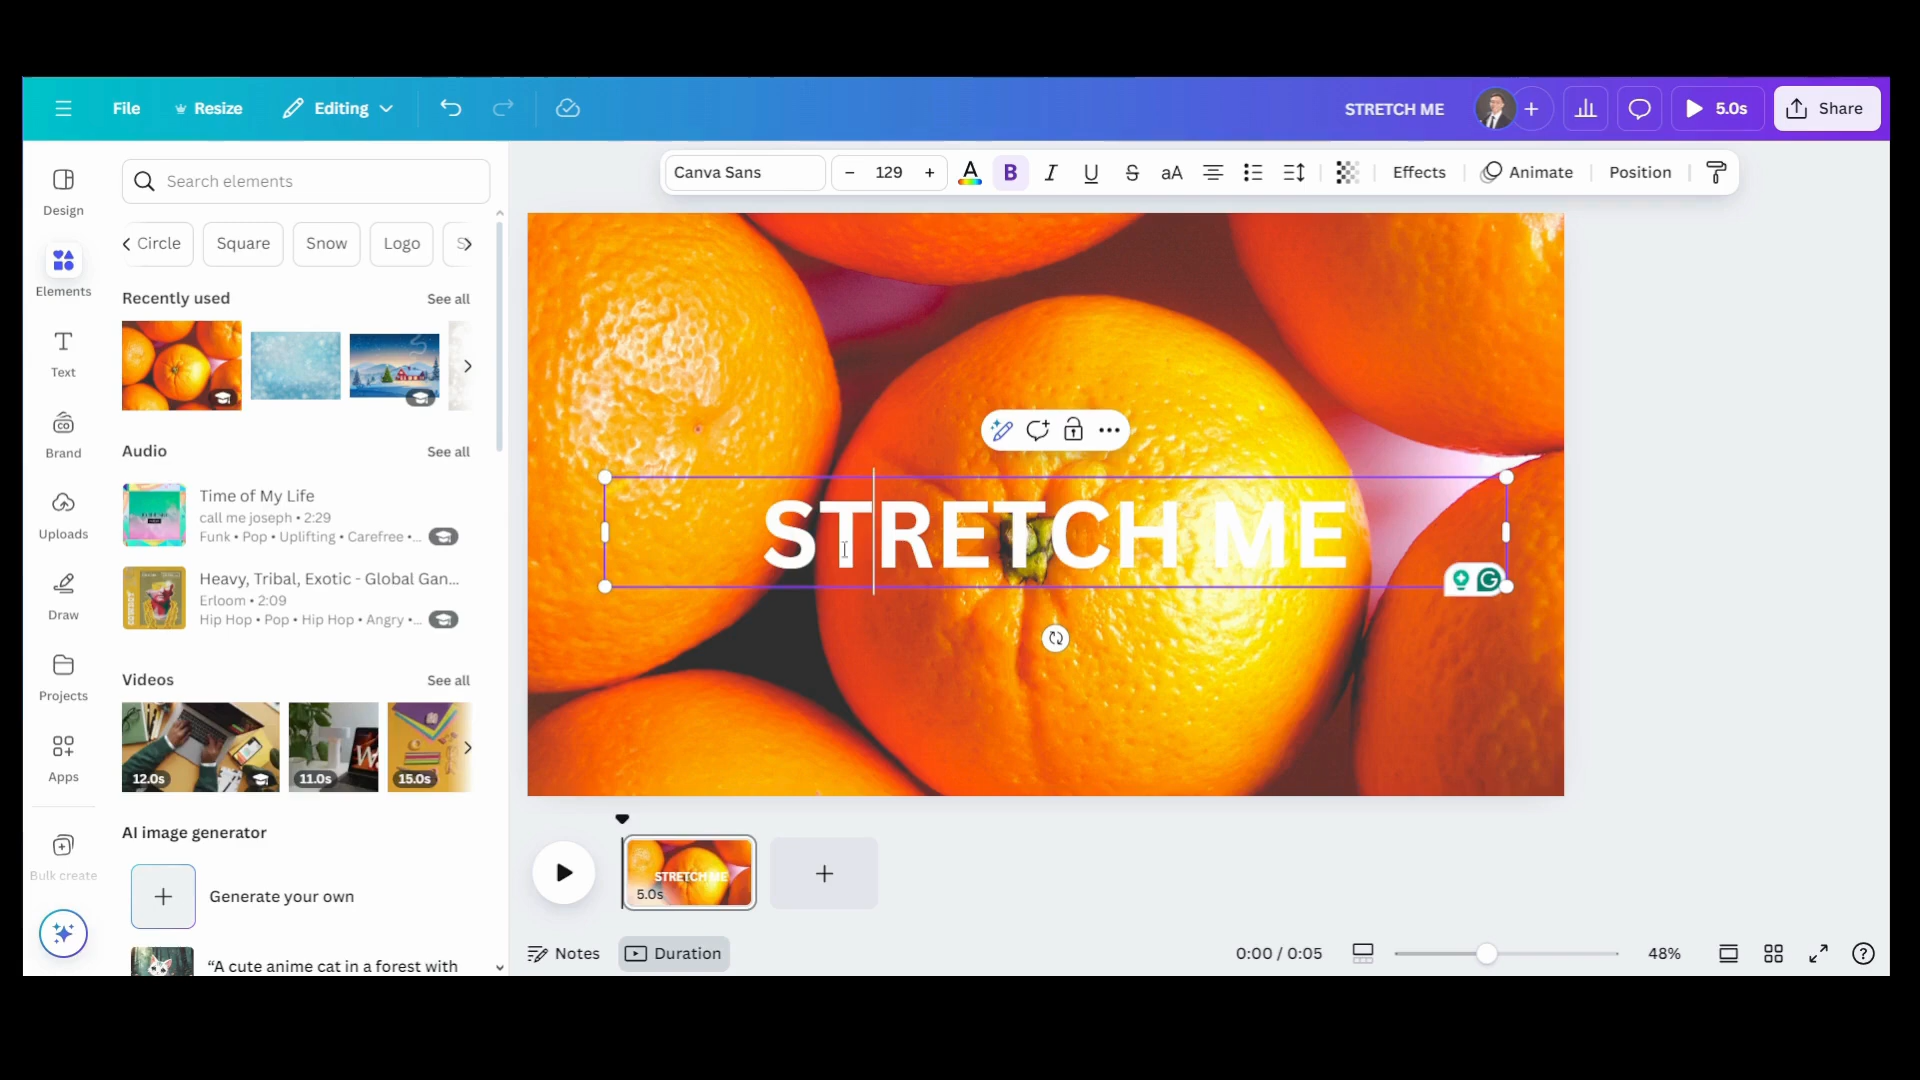 File
Resize
Editing
STRETCH ME
5.0s
Share
Design
Elements
Text
Brand
Uploads
Draw
Projects
Apps
Bulk create
Search elements
Circle
Square
Snow
Logo
Recently used
See all
Audio
See all
Time of My Life
call me joseph • 2:29
Funk • Pop • Uplifting • Carefree •...
Heavy, Tribal, Exotic - Global Gan...
Erloom • 2:09
Hip Hop • Pop • Hip Hop • Angry •...
Videos
See all
12.0s
11.0s
15.0s
AI image generator
Generate your own
“A cute anime cat in a forest with
Canva Sans
– 129 +
A
B
I
U
S
aA
Effects
Animate
Position
STRETCH ME
STRETCH ME
5.0s
Notes
Duration
0:00 / 0:05
48%